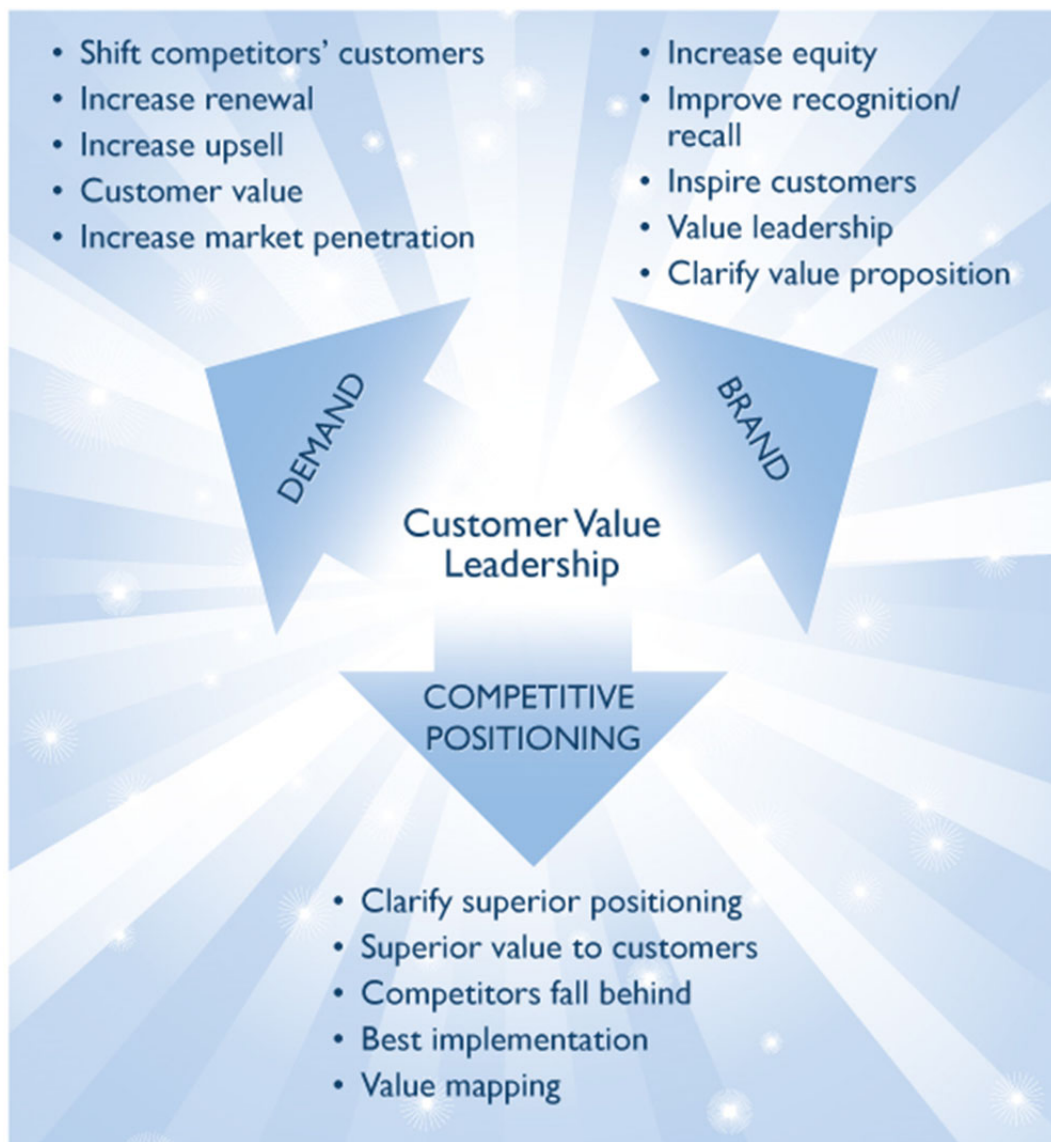 • Shift competitors’ customers
• Increase renewal
• Increase upsell
• Customer value
• Increase market penetration
• Increase equity
• Improve recognition/
recall
• Inspire customers
• Value leadership
• Clarify value proposition
DEMAND
BRAND
Customer Value
Leadership
COMPETITIVE
POSITIONING
• Clarify superior positioning
• Superior value to customers
• Competitors fall behind
• Best implementation
• Value mapping